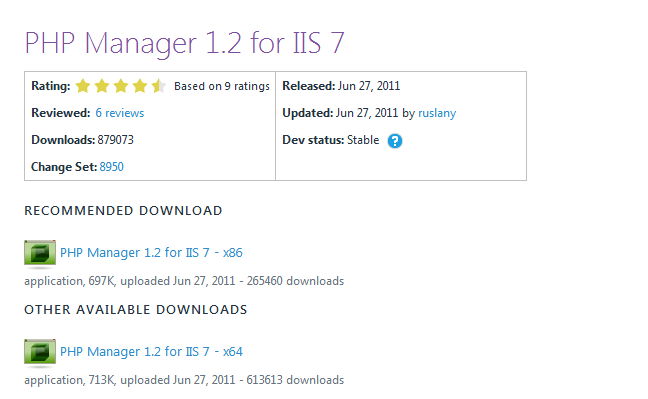 PHP Manager 1.2 for IIS 7
Rating: Based on 9 ratings
Reviewed: 6 reviews
Downloads: 879073
Change Set: 8950
Released: Jun 27, 2011
Updated: Jun 27, 2011 by ruslany
Dev status: Stable ?
RECOMMENDED DOWNLOAD
PHP Manager 1.2 for IIS 7 - x86
application, 697K, uploaded Jun 27, 2011 - 265460 downloads
OTHER AVAILABLE DOWNLOADS
PHP Manager 1.2 for IIS 7 - x64
application, 713K, uploaded Jun 27, 2011 - 613613 downloads